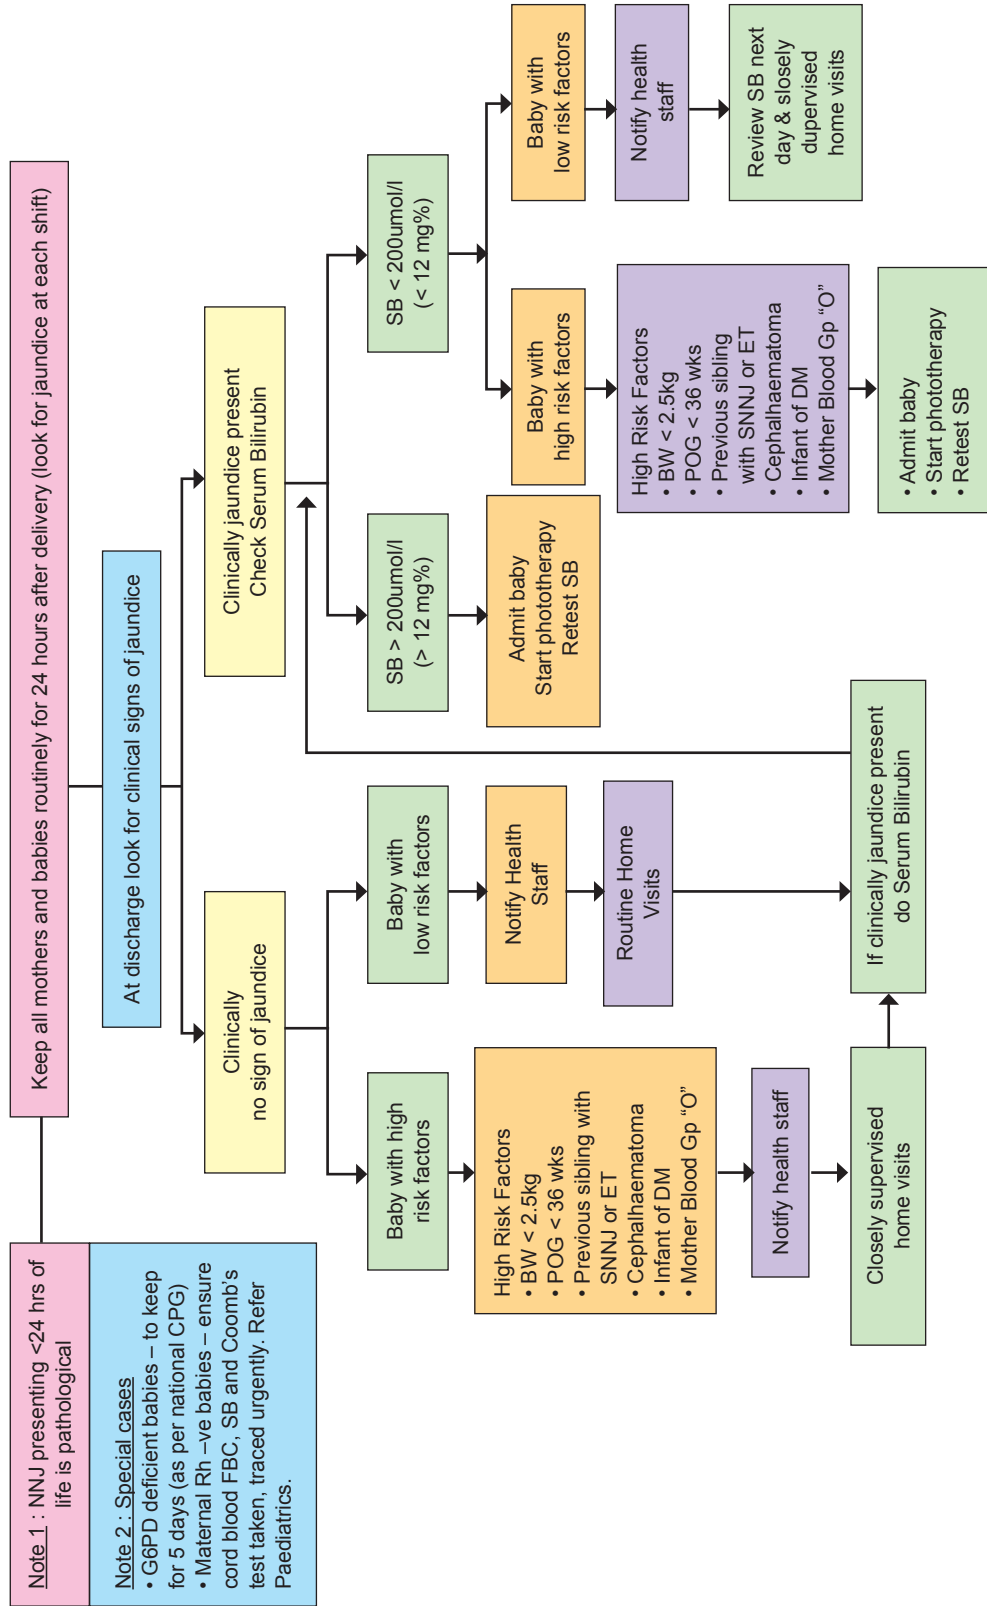 Note 1 : NNJ presenting <24 hrs of
life is pathological
Note 2 : Special cases
• G6PD deficient babies – to keep
for 5 days (as per national CPG)
• Maternal Rh –ve babies – ensure
cord blood FBC, SB and Coomb's
test taken, traced urgently. Refer
Paediatrics.
Keep all mothers and babies routinely for 24 hours after delivery (look for jaundice at each shift)
At discharge look for clinical signs of jaundice
Clinically
no sign of jaundice
Clinically jaundice present
Check Serum Bilirubin
Baby with high
risk factors
Baby with
low risk factors
SB > 200umol/l
(> 12 mg%)
SB < 200umol/l
(< 12 mg%)
High Risk Factors
• BW < 2.5kg
• POG < 36 wks
• Previous sibling with
SNNJ or ET
• Cephalhaematoma
• Infant of DM
• Mother Blood Gp "O"
Notify Health
Staff
Routine Home
Visits
Admit baby
Start phototherapy
Retest SB
Baby with
high risk factors
Baby with
low risk factors
High Risk Factors
• BW < 2.5kg
• POG < 36 wks
• Previous sibling
with SNNJ or ET
• Cephalhaematoma
• Infant of DM
• Mother Blood Gp "O"
Notify health
staff
Notify health staff
Review SB next
day & slosely
dupervised
home visits
Closely supervised
home visits
If clinically jaundice present
do Serum Bilirubin
• Admit baby
• Start phototherapy
• Retest SB